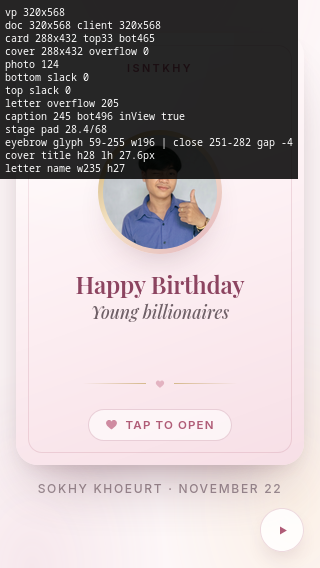 vp 320x568
doc 320x568 client 320x568
card 288x432 top33 bot465
cover 288x432 overflow 0
photo 124
bottom slack 0
top slack 0
letter overflow 205
caption 245 bot496 inView true
stage pad 28.4/68
eyebrow glyph 59-255 w196 | close 251-282 gap -4
cover title h28 lh 27.6px
letter name w235 h27
ISNTKHY
Happy Birthday
Young billionaires
TAP TO OPEN
SOKHY KHOEURT · NOVEMBER 22